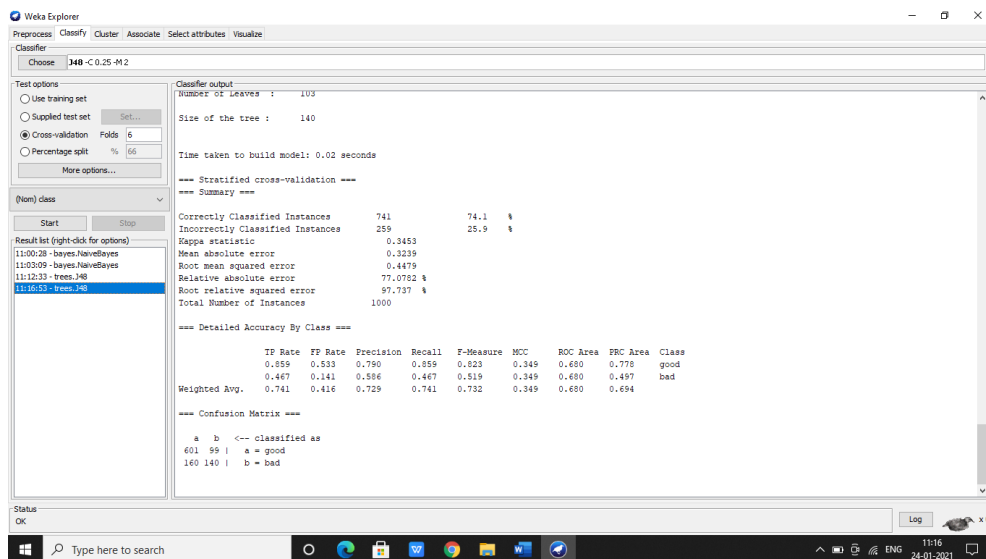 Weka Explorer
Preprocess Classify Cluster Associate Select attributes Visualize
Classifier
Choose J48 -C 0.25 -M 2
Test options
Use training set
Supplied test set Set...
Cross-validation Folds 6
Percentage split % 66
More options...
(Nom) class
Start Stop
Result list (right-click for options)
11:00:28 - bayes.NaiveBayes
11:03:09 - bayes.NaiveBayes
11:12:33 - trees.J48
11:16:53 - trees.J48
Classifier output
Number of Leaves : 103
Size of the tree : 140
Time taken to build model: 0.02 seconds
=== Stratified cross-validation ===
=== Summary ===
Correctly Classified Instances 741 74.1 %
Incorrectly Classified Instances 259 25.9 %
Kappa statistic 0.3453
Mean absolute error 0.3239
Root mean squared error 0.4479
Relative absolute error 77.0782 %
Root relative squared error 97.737 %
Total Number of Instances 1000
=== Detailed Accuracy By Class ===
TP Rate FP Rate Precision Recall F-Measure MCC ROC Area PRC Area Class
0.859 0.533 0.790 0.859 0.823 0.349 0.680 0.778 good
0.467 0.141 0.586 0.467 0.519 0.349 0.680 0.497 bad
Weighted Avg. 0.741 0.416 0.729 0.741 0.732 0.349 0.680 0.694
=== Confusion Matrix ===
a b <-- classified as
601 99 | a = good
160 140 | b = bad
Status
OK
Log
x
Type here to search
ENG
11:16
24-01-2021